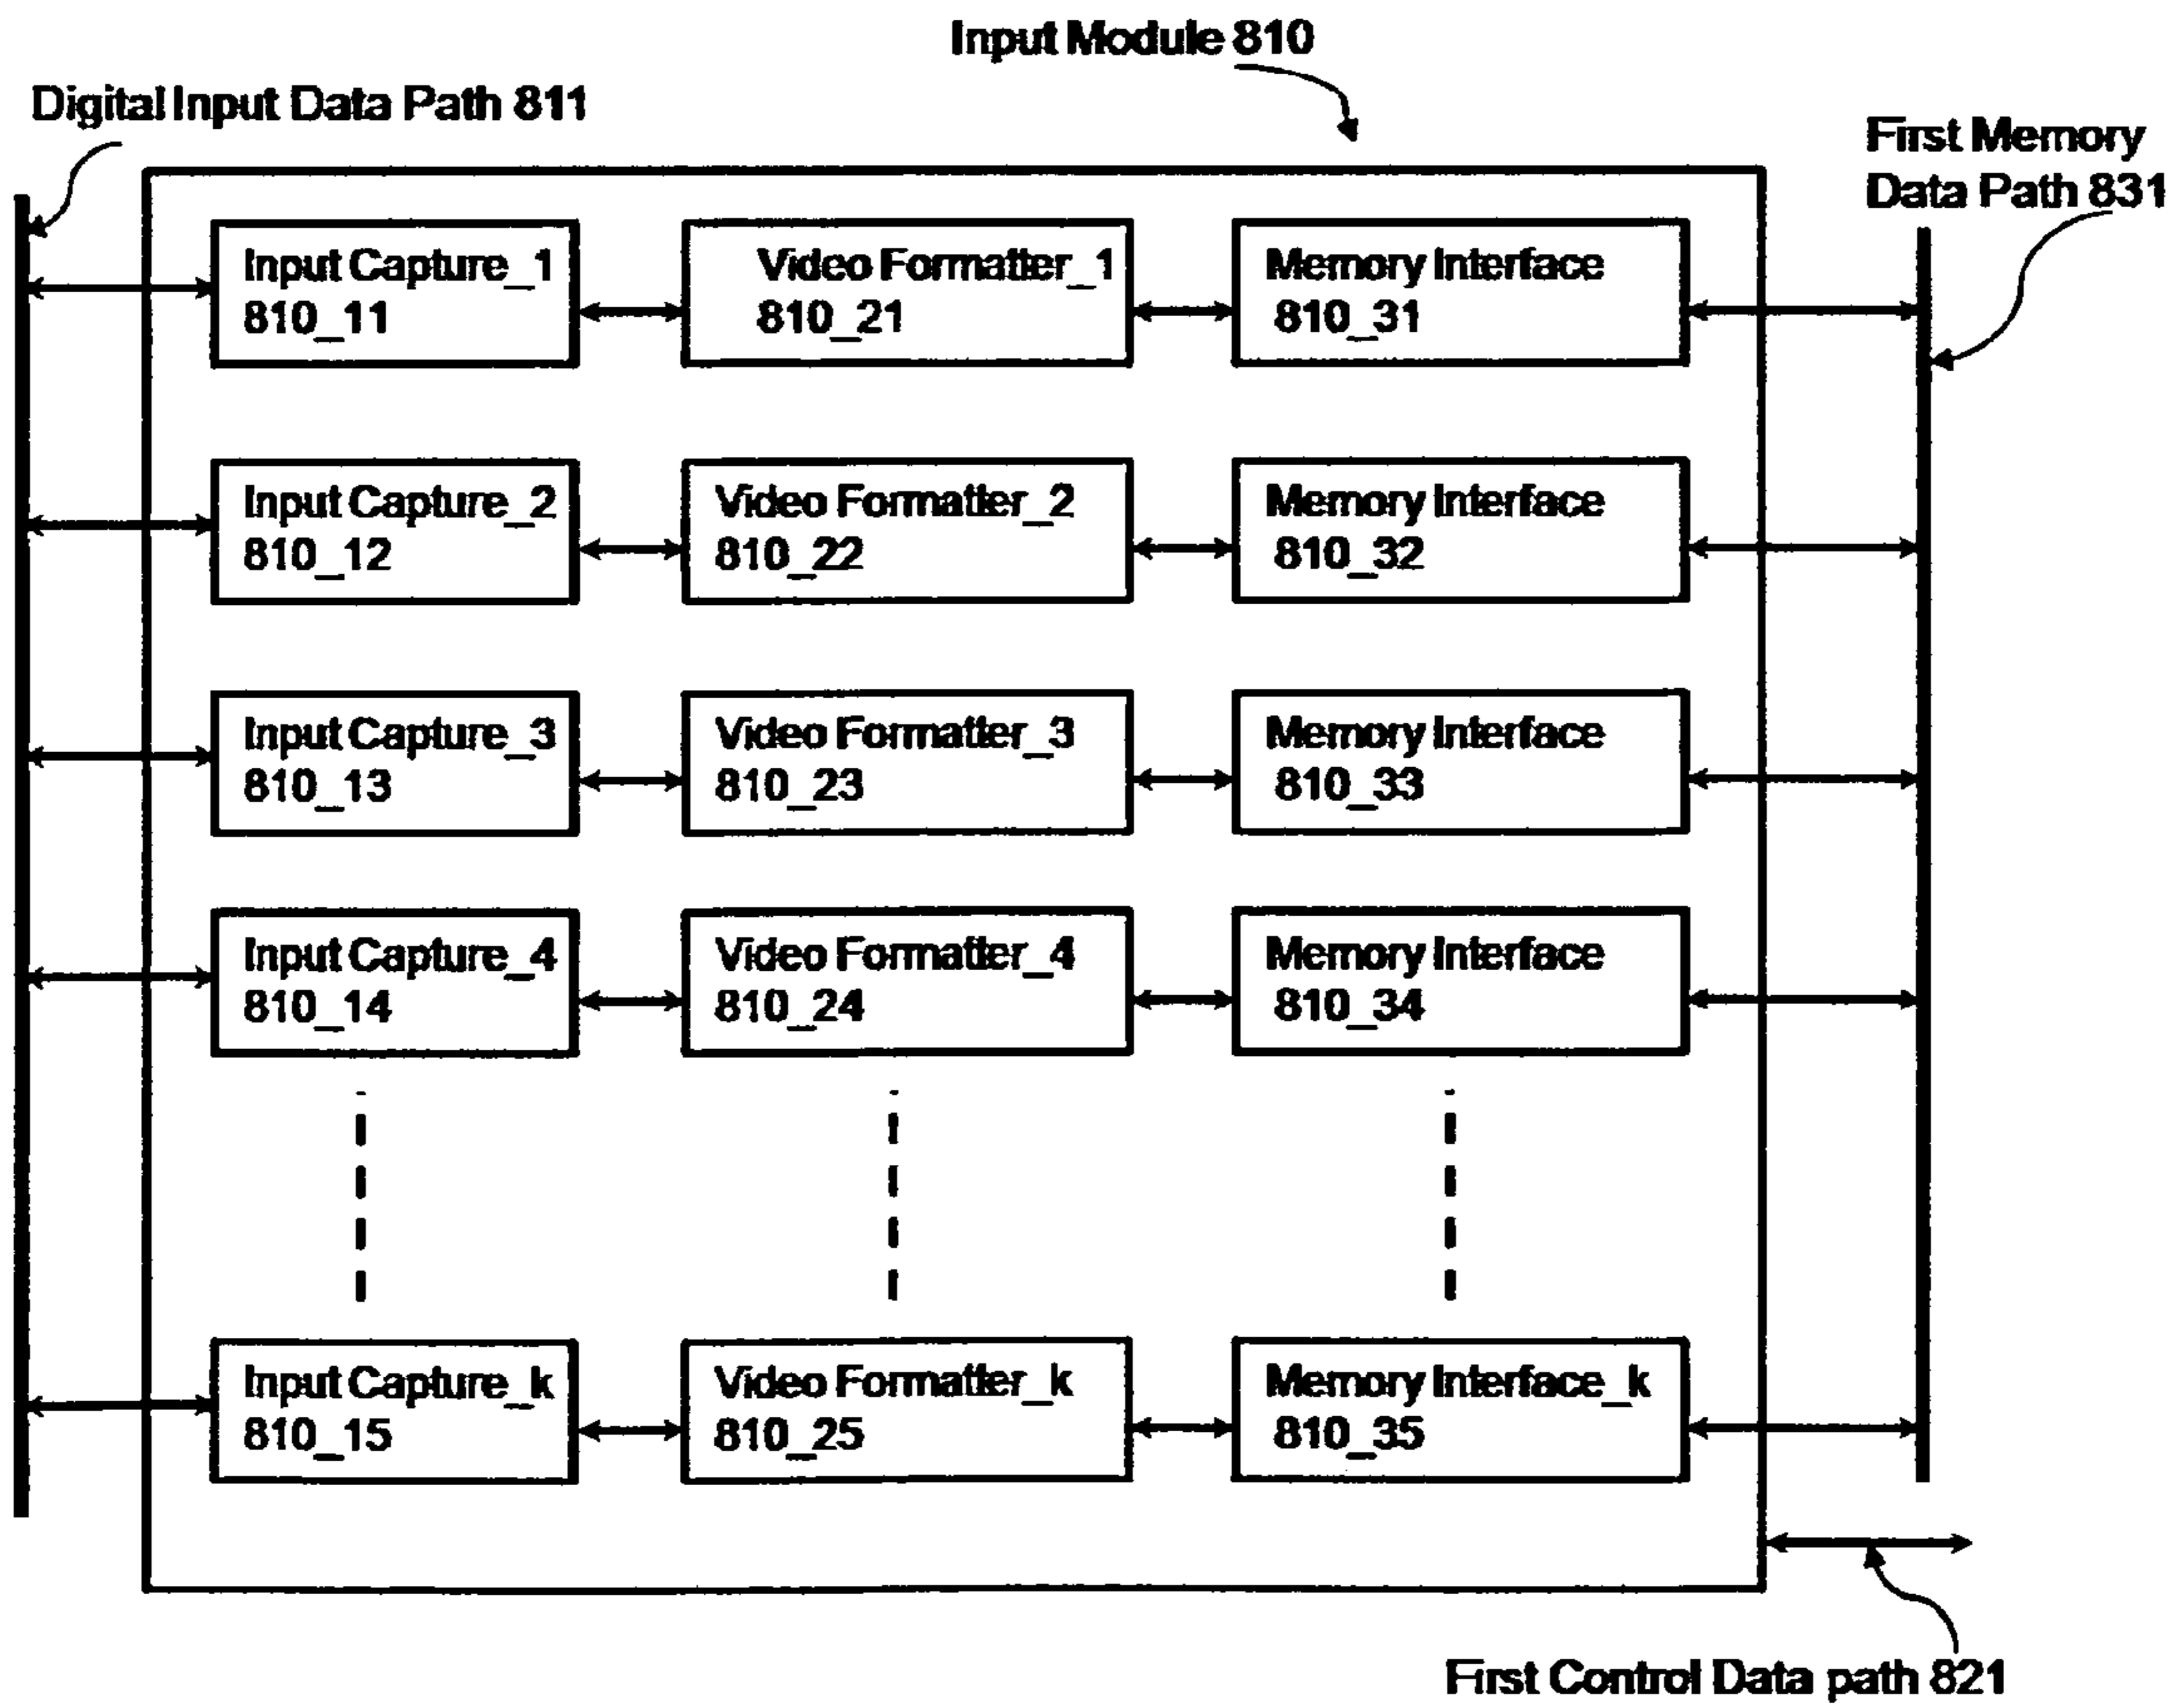 Input Module 810
Digital Input Data Path 811
First Memory
Data Path 831
Input Capture_1
810_11
Video Formatter_1
810_21
Memory Interface
810_31
Input Capture_2
810_12
Video Formatter_2
810_22
Memory Interface
810_32
Input Capture_3
810_13
Video Formatter_3
810_23
Memory Interface
810_33
Input Capture_4
810_14
Video Formatter_4
810_24
Memory Interface
810_34
Input Capture_k
810_15
Video Formatter_k
810_25
Memory Interface_k
810_35
First Control Data path 821